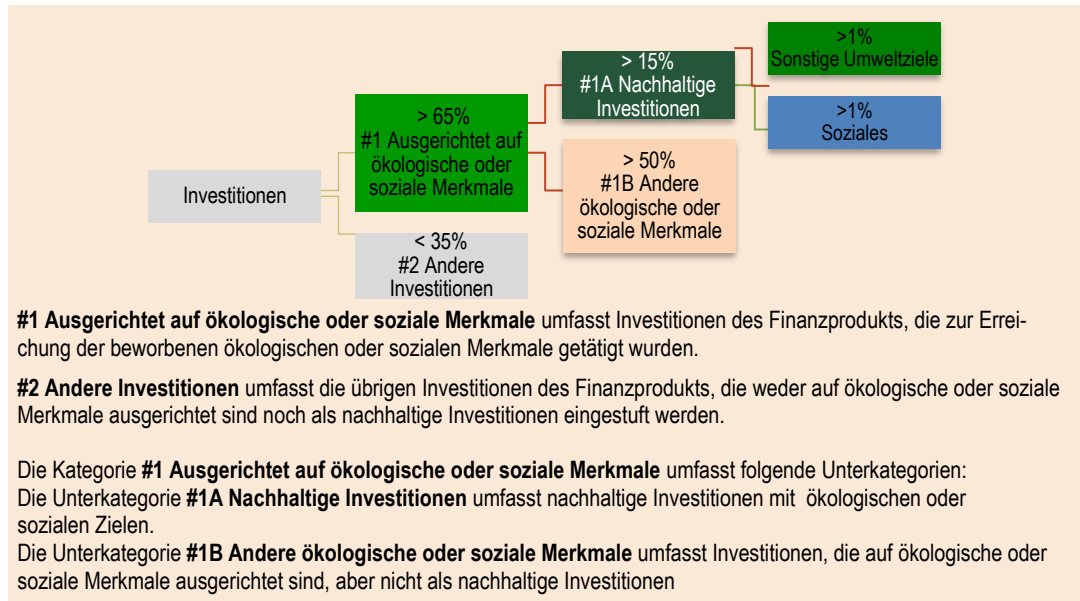 Investitionen
> 65%
#1 Ausgerichtet auf
ökologische oder
soziale Merkmale
< 35%
#2 Andere
Investitionen
> 15%
#1A Nachhaltige
Investitionen
> 50%
#1B Andere
ökologische oder
soziale Merkmale
>1%
Sonstige Umweltziele
>1%
Soziales
#1 Ausgerichtet auf ökologische oder soziale Merkmale umfasst Investitionen des Finanzprodukts, die zur Errei-
chung der beworbenen ökologischen oder sozialen Merkmale getätigt wurden.
#2 Andere Investitionen umfasst die übrigen Investitionen des Finanzprodukts, die weder auf ökologische oder soziale
Merkmale ausgerichtet sind noch als nachhaltige Investitionen eingestuft werden.
Die Kategorie #1 Ausgerichtet auf ökologische oder soziale Merkmale umfasst folgende Unterkategorien:
Die Unterkategorie #1A Nachhaltige Investitionen umfasst nachhaltige Investitionen mit ökologischen oder
sozialen Zielen.
Die Unterkategorie #1B Andere ökologische oder soziale Merkmale umfasst Investitionen, die auf ökologische oder
soziale Merkmale ausgerichtet sind, aber nicht als nachhaltige Investitionen